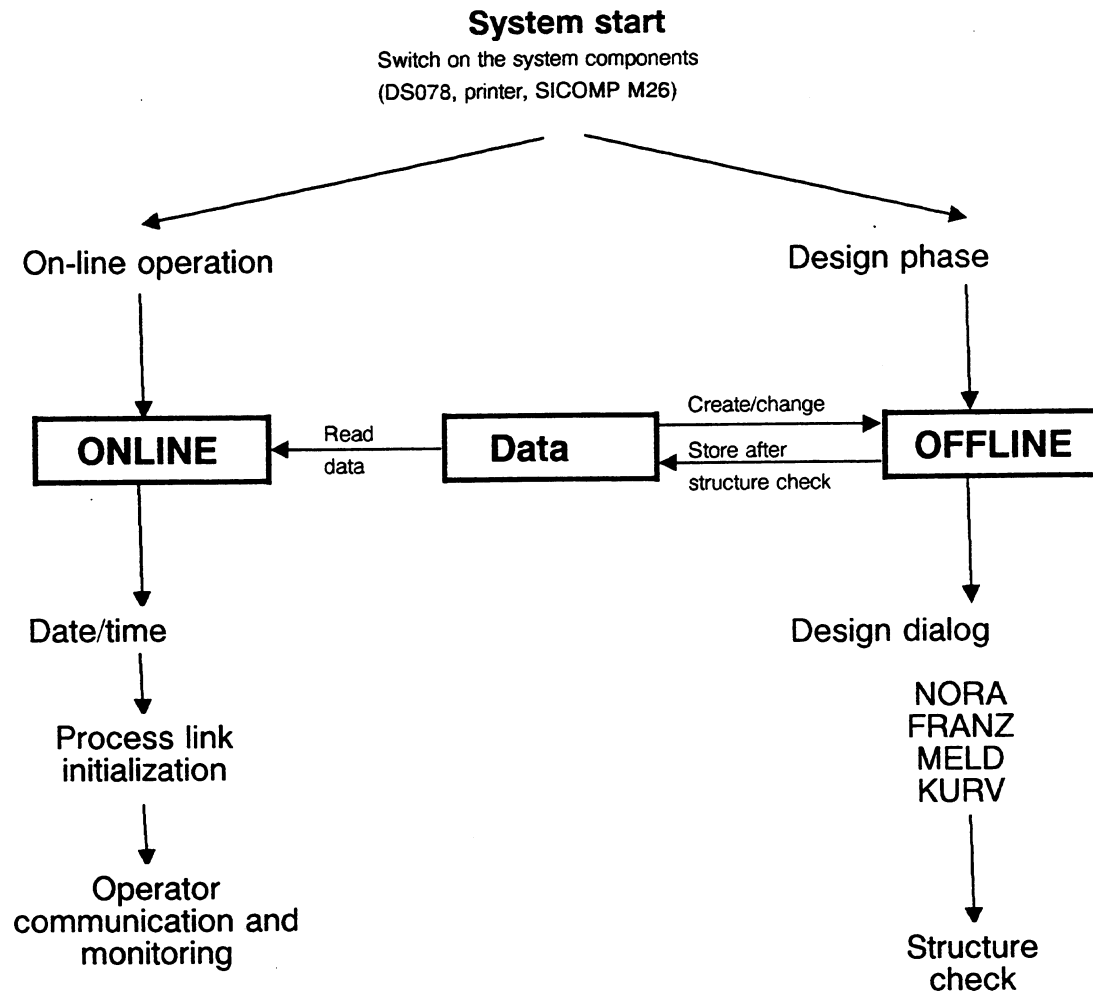 System start
Switch on the system components
(DS078, printer, SICOMP M26)
On-line operation
Design phase
ONLINE
Read
data
Data
Create/change
Store after
structure check
OFFLINE
Date/time
Process link
initialization
Operator
communication and
monitoring
Design dialog
NORA
FRANZ
MELD
KURV
Structure
check